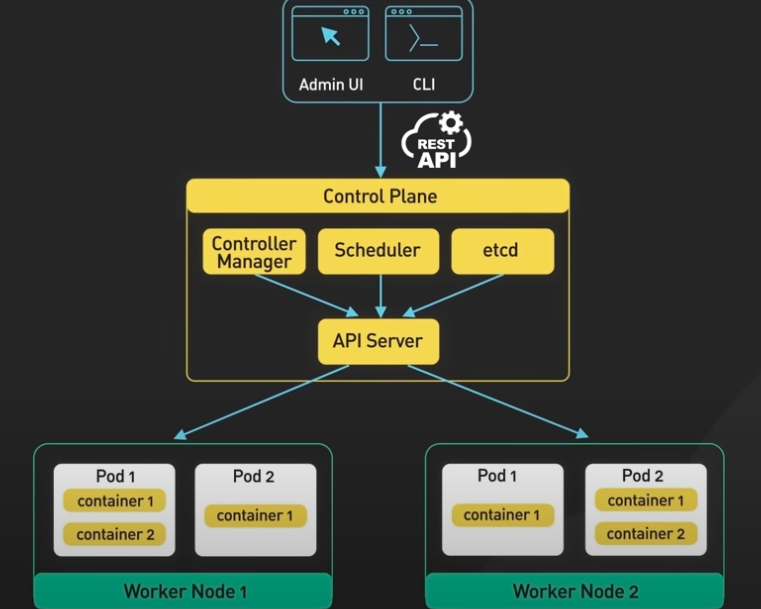 Admin UI
CLI
REST
API
Control Plane
Controller
Manager
Scheduler
etcd
API Server
Pod 1
container 1
container 2
Pod 2
container 1
Worker Node 1
Pod 1
container 1
Pod 2
container 1
container 2
Worker Node 2